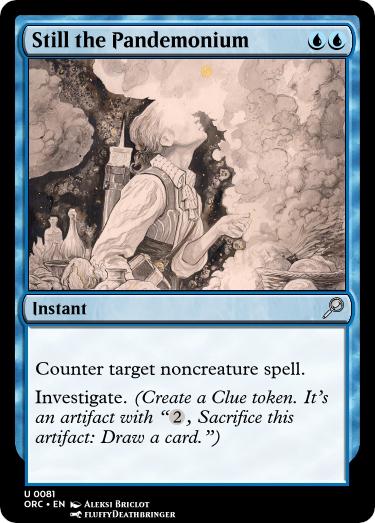 Still the Pandemonium
Instant
Counter target noncreature spell.
Investigate. (Create a Clue token. It's
an artifact with “2, Sacrifice this
artifact: Draw a card.”)
U 0081
ORC • EN Aleksi Briclot
fluffyDeathbringer